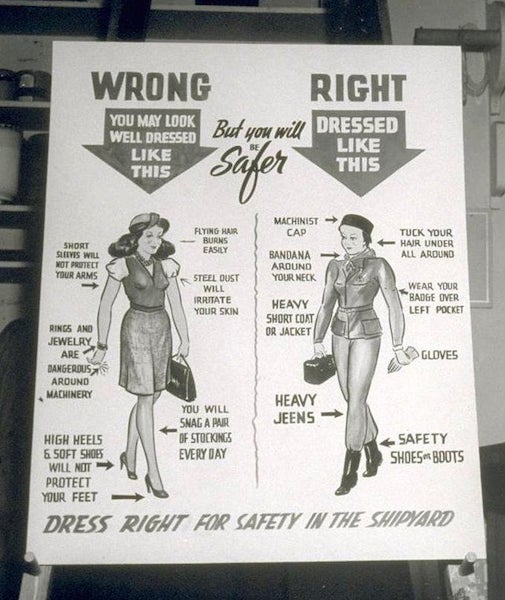 WRONG
YOU MAY LOOK
WELL DRESSED
LIKE
THIS
But you will
BE
Safer
RIGHT
DRESSED
LIKE
THIS
SHORT
SLEEVES WILL
NOT PROTECT
YOUR ARMS
RINGS AND
JEWELRY
ARE
DANGEROUS
AROUND
MACHINERY
HIGH HEELS
& SOFT SHOES
WILL NOT
PROTECT
YOUR FEET
FLYING HAIR
BURNS
EASILY
STEEL DUST
WILL
IRRITATE
YOUR SKIN
YOU WILL
SNAG A PAIR
OF STOCKINGS
EVERY DAY
MACHINIST
CAP
BANDANA
AROUND
YOUR NECK
HEAVY
SHORT COAT
OR JACKET
HEAVY
JEENS
TUCK YOUR
HAIR UNDER
ALL AROUND
WEAR YOUR
BADGE OVER
LEFT POCKET
GLOVES
SAFETY
SHOES or BOOTS
DRESS RIGHT FOR SAFETY IN THE SHIPYARD